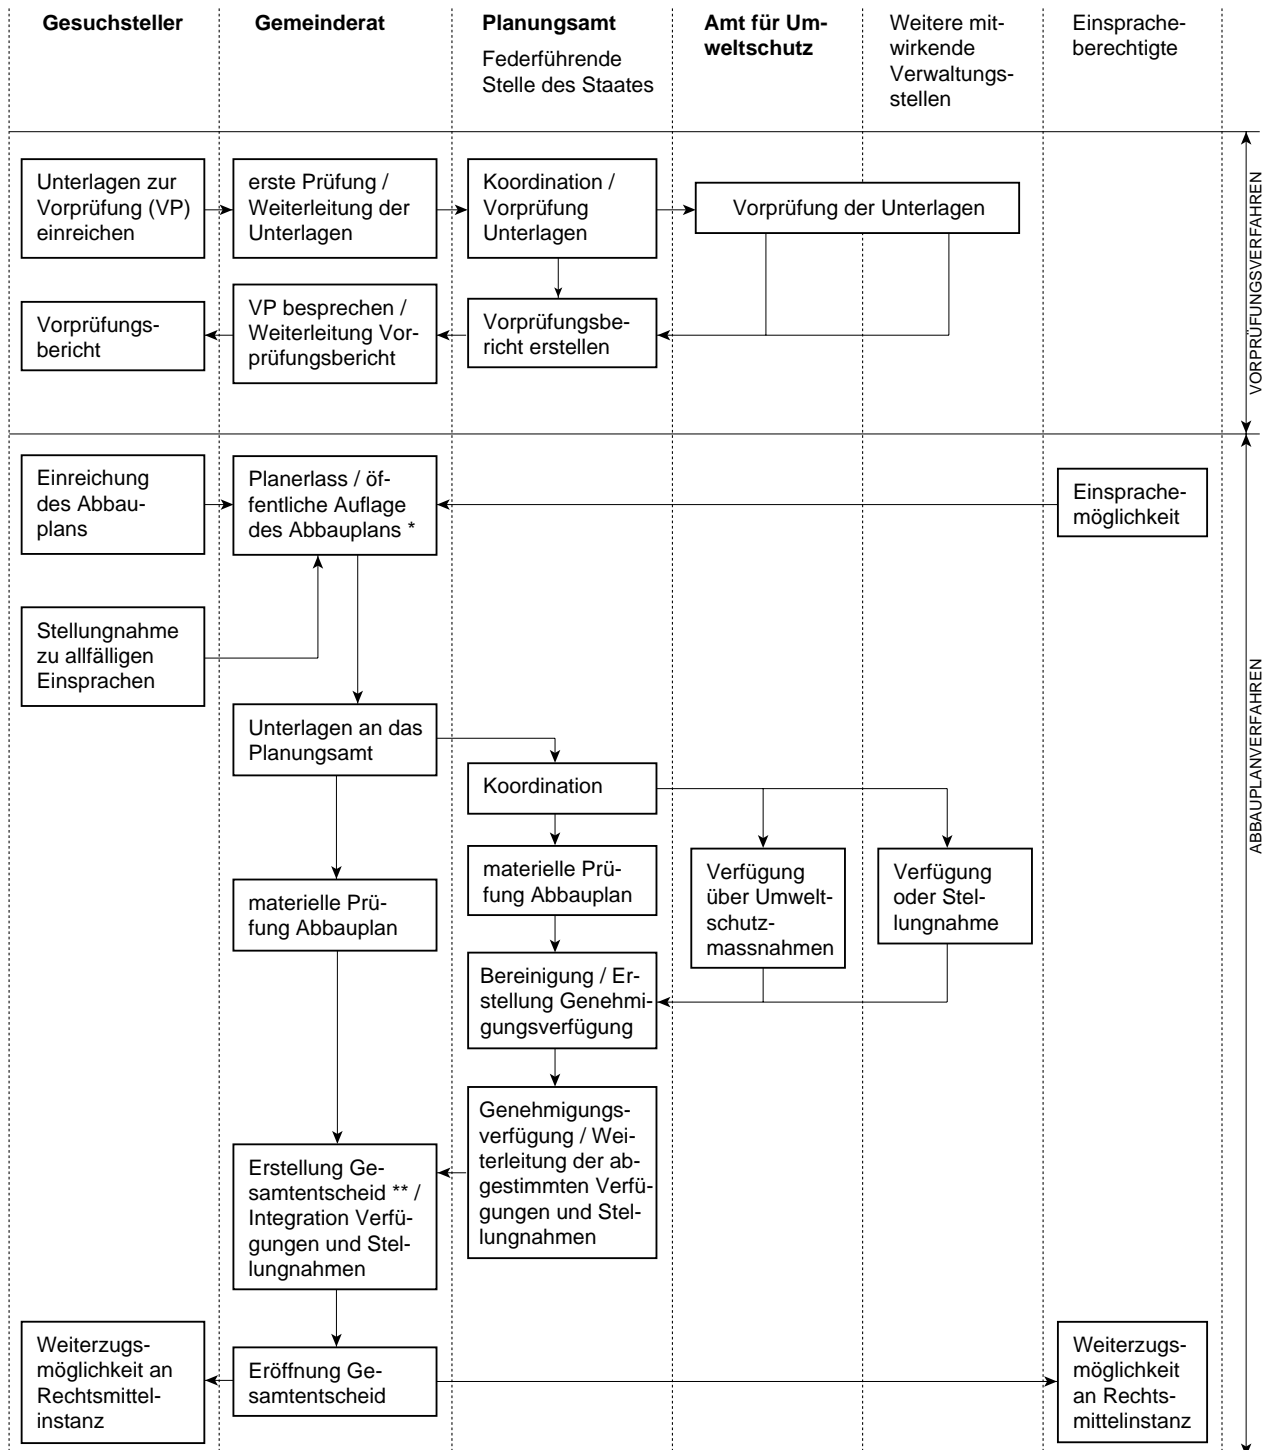 Gesuchsteller
Gemeinderat
Planungsamt
Federführende
Stelle des Staates
Amt für Um-
weltschutz
Weitere mit-
wirkende
Verwaltungs-
stellen
Einsprache-
berechtigte
Unterlagen zur
Vorprüfung (VP)
einreichen
erste Prüfung /
Weiterleitung der
Unterlagen
Koordination /
Vorprüfung
Unterlagen
Vorprüfung der Unterlagen
Vorprüfungs-
bericht
VP besprechen /
Weiterleitung Vor-
prüfungsbericht
Vorprüfungsbe-
richt erstellen
VORPRÜFUNGSVERFAHREN
Einreichung
des Abbau-
plans
Planerlass / öf-
fentliche Auflage
des Abbauplans *
Einsprache-
möglichkeit
Stellungnahme
zu allfälligen
Einsprachen
Unterlagen an das
Planungsamt
Koordination
materielle Prü-
fung Abbauplan
materielle Prü-
fung Abbauplan
Verfügung
über Umwelt-
schutz-
massnahmen
Verfügung
oder Stel-
lungnahme
Bereinigung / Er-
stellung Genehmi-
gungsverfügung
Genehmigungs-
verfügung / Wei-
terleitung der ab-
gestimmten Verfü-
gungen und Stel-
lungnahmen
Erstellung Ge-
samtentscheid ** /
Integration Verfü-
gungen und Stel-
lungnahmen
Weiterzugs-
möglichkeit an
Rechtsmittel-
instanz
Eröffnung Ge-
samtentscheid
Weiterzugs-
möglichkeit
an Rechts-
mittelinstanz
ABBAUPLANVERFAHREN